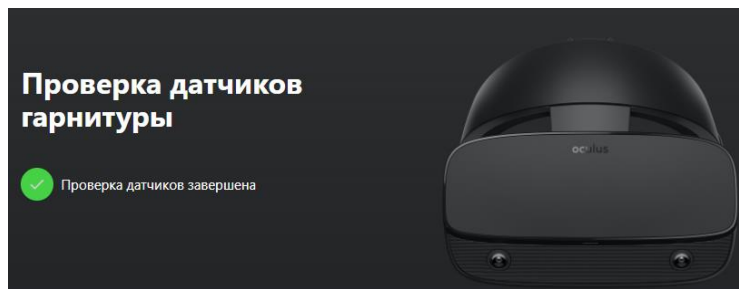 Проверка датчиков
гарнитуры
Проверка датчиков завершена
oculus